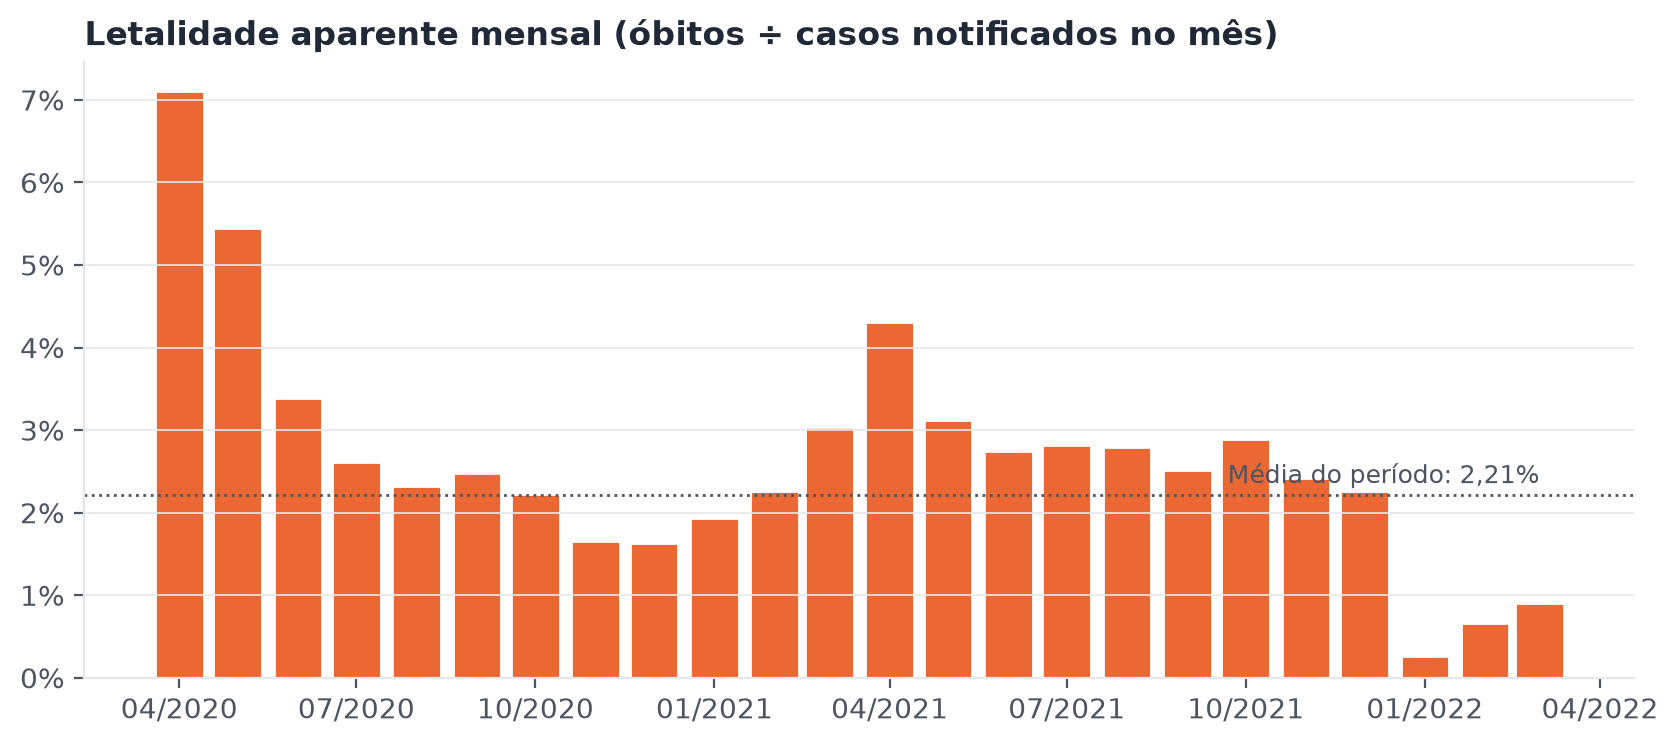 Letalidade aparente mensal (óbitos ÷ casos notificados no mês)
7%
6%
5%
4%
3%
Média do período: 2,21%
2%
1%
0%
04/2020 07/2020 10/2020 01/2021 04/2021 07/2021 10/2021 01/2022 04/2022